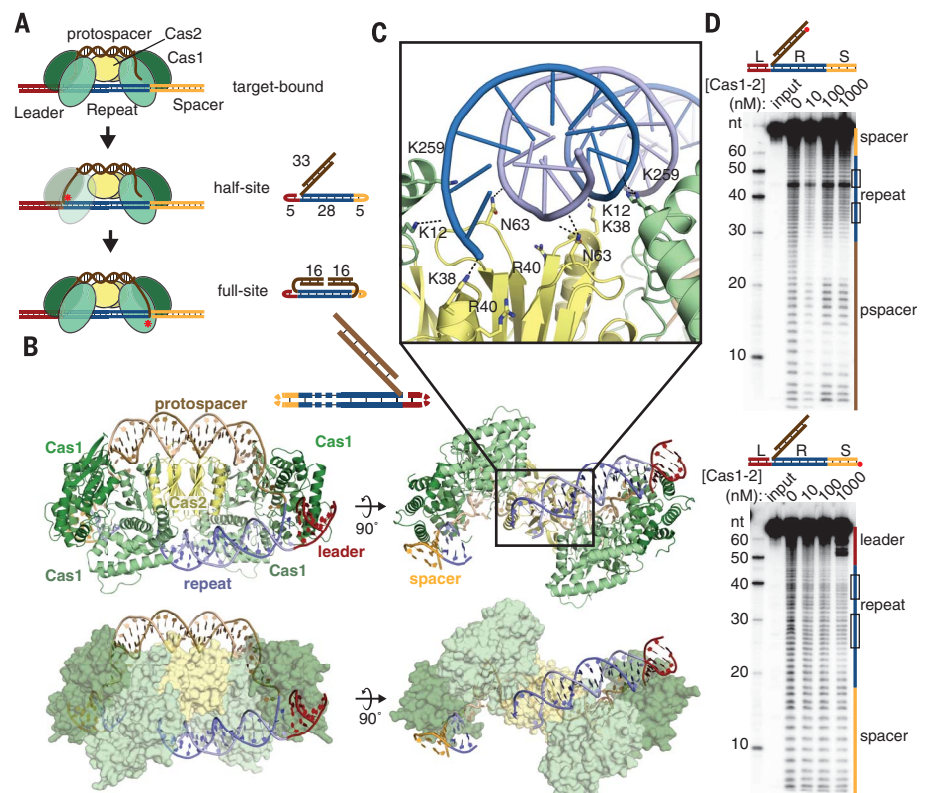 A
protospacer
Cas2
Cas1
Leader
Repeat
Spacer
target-bound
*
33
half-site
5 28 5
16 16
full-site
*
B
protospacer
Cas1
Cas1
Cas2
Cas1
repeat
Cas1
leader
90°
spacer
90°
C
K259
K259
K12
N63
K12
K38
K38
R40
N63
R40
D
L R S
[Cas1-2]
(nM):
input
0
10
100
1000
nt
60
50
40
30
20
10
spacer
repeat
pspacer
L R S
[Cas1-2]
(nM):
input
0
10
100
1000
nt
60
50
40
30
20
10
leader
repeat
spacer